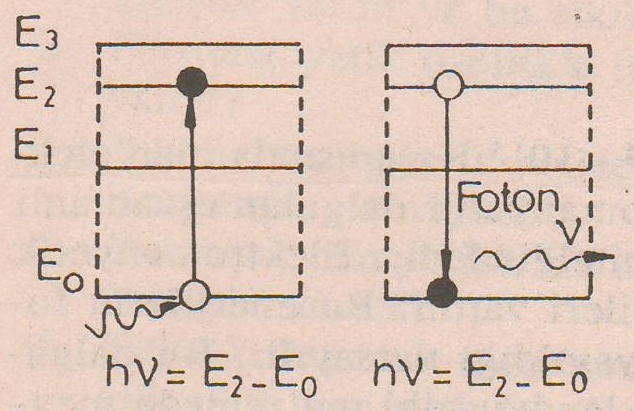 E3
E2
E1
E0
Foton
ν
hν = E2 - E0
hν = E2 - E0